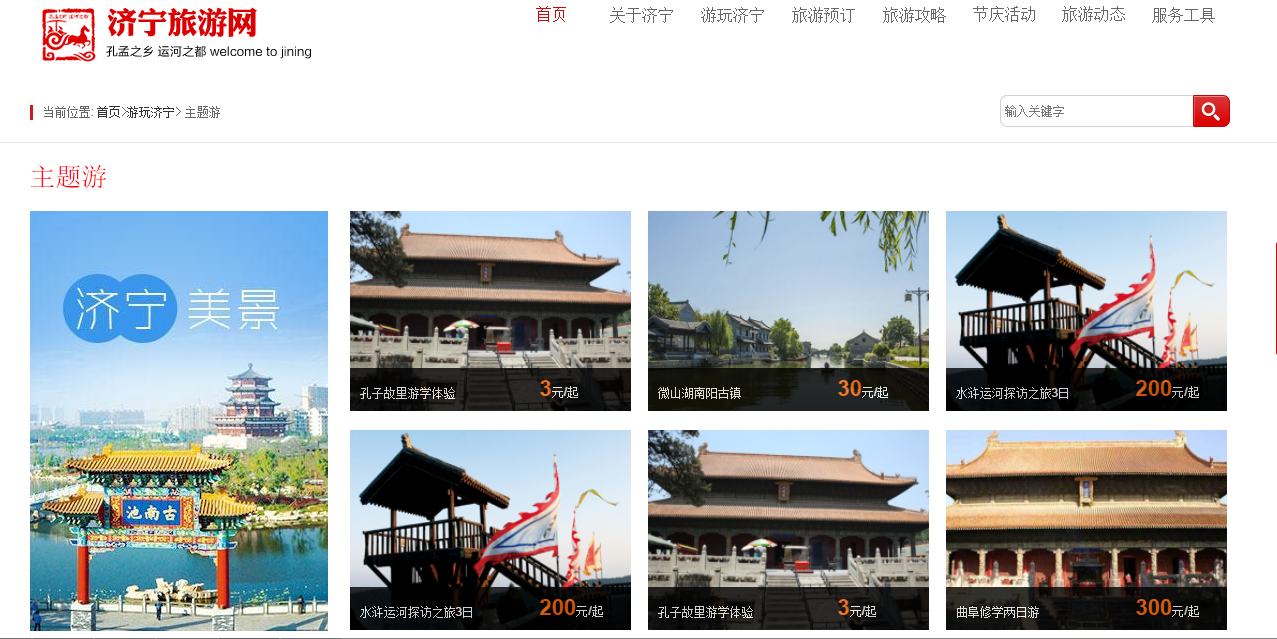 济宁旅游网
孔孟之乡 运河之都 welcome to jining
首页 关于济宁 游玩济宁 旅游预订 旅游攻略 节庆活动 旅游动态 服务工具
当前位置: 首页>游玩济宁> 主题游
输入关键字
主题游
济宁美景
古南池
孔子故里游学体验 3元/起
微山湖南阳古镇 30元/起
水浒运河探访之旅3日 200元/起
水浒运河探访之旅3日 200元/起
孔子故里游学体验 3元/起
曲阜修学两日游 300元/起